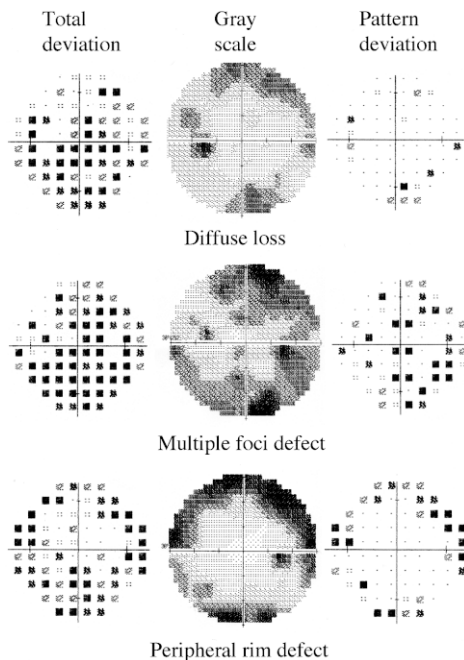 Total
deviation
Gray
scale
Pattern
deviation
Diffuse loss
Multiple foci defect
Peripheral rim defect